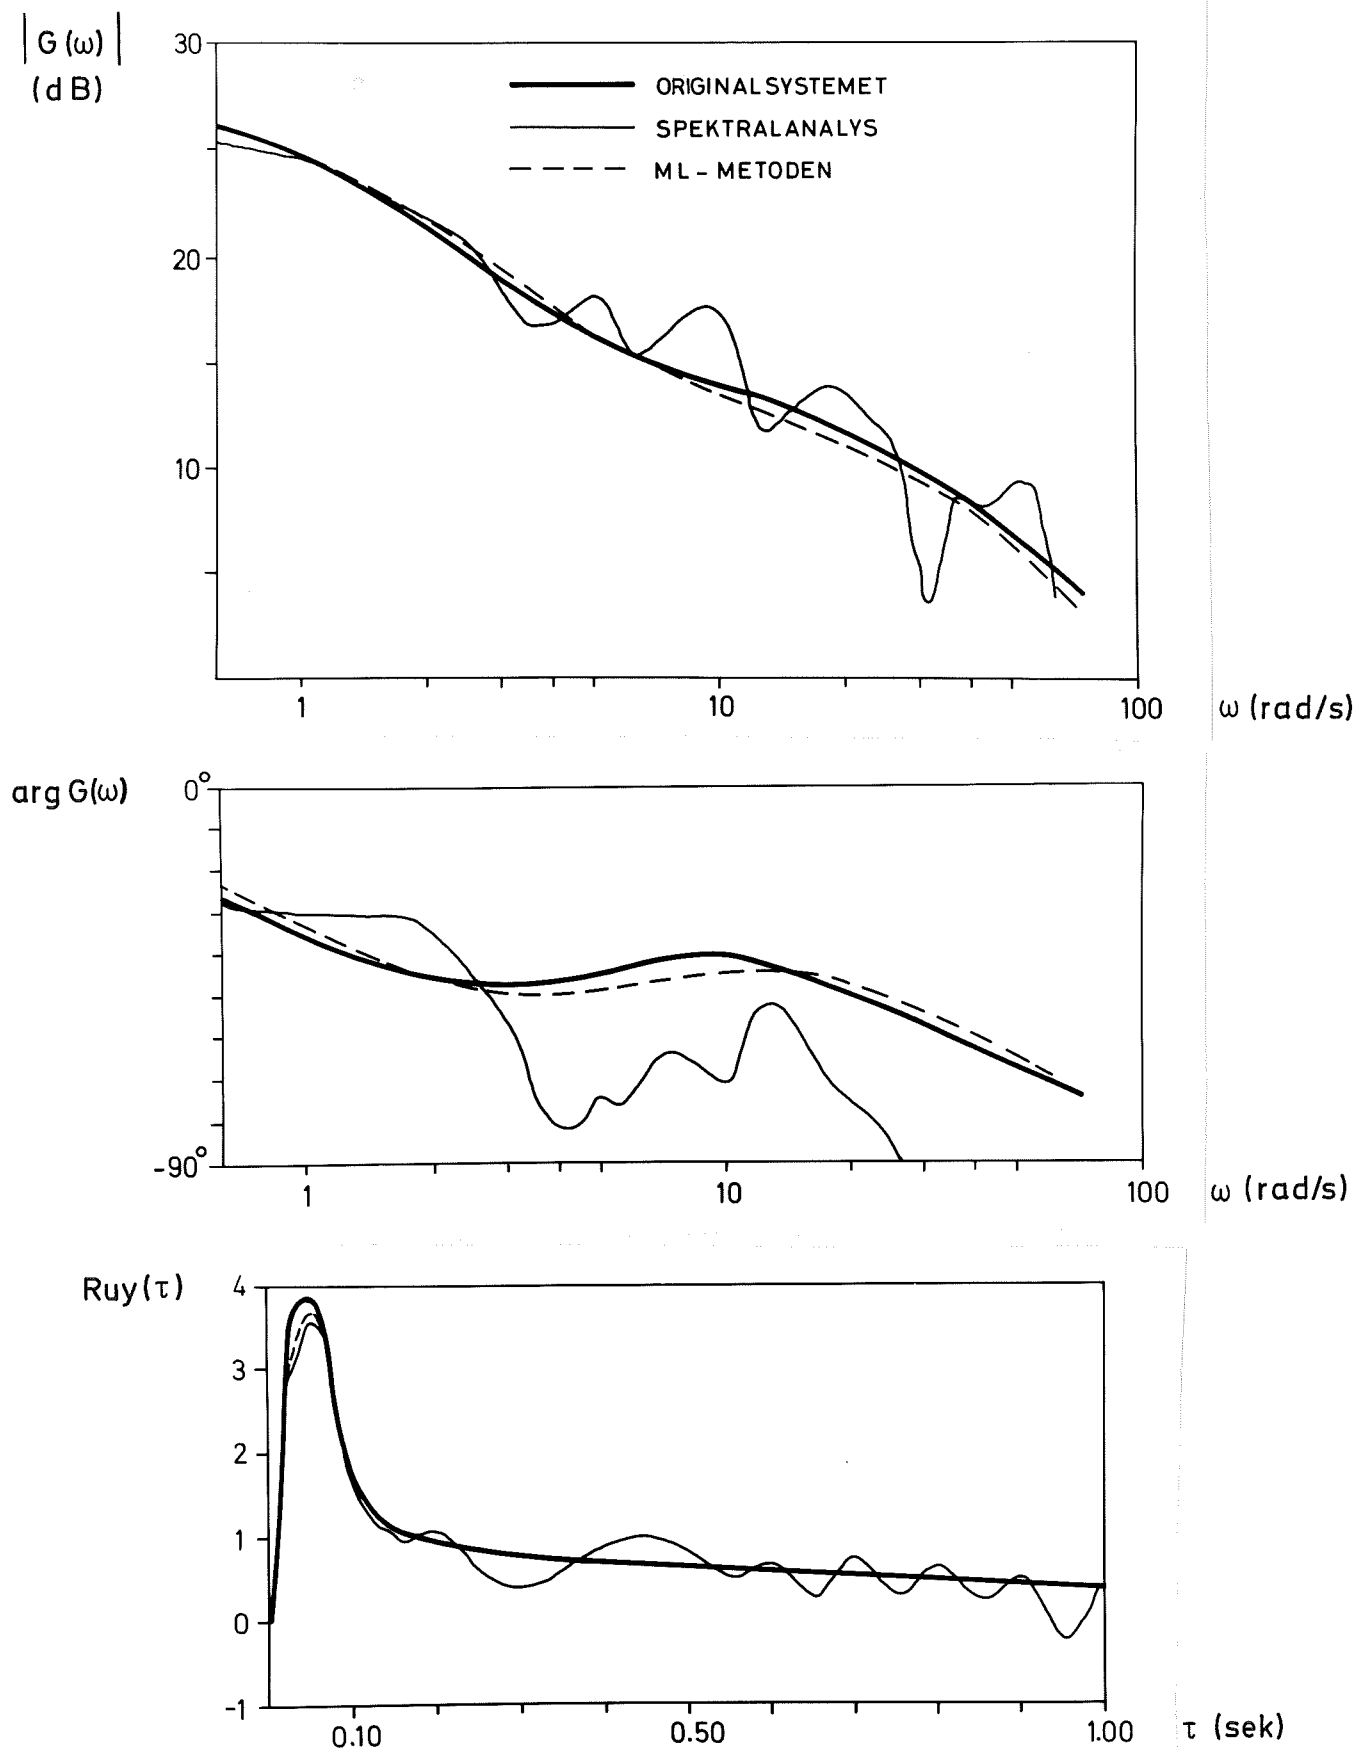 |G(ω)|
(dB)
30
20
10
ORIGINALSYSTEMET
SPEKTRALANALYS
ML - METODEN
1
10
100
ω (rad/s)
arg G(ω)
0°
-90°
1
10
100
ω (rad/s)
Ruy(τ)
4
3
2
1
0
-1
0.10
0.50
1.00
τ (sek)